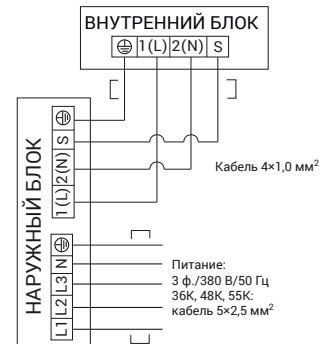 ВНУТРЕННИЙ БЛОК
1(L) 2(N) S
НАРУЖНЫЙ БЛОК
1(L) 2(N) S
Кабель 4×1,0 мм²
L1 L2 L3 N
Питание:
3 ф./380 В/50 Гц
36K, 48K, 55K:
кабель 5×2,5 мм²